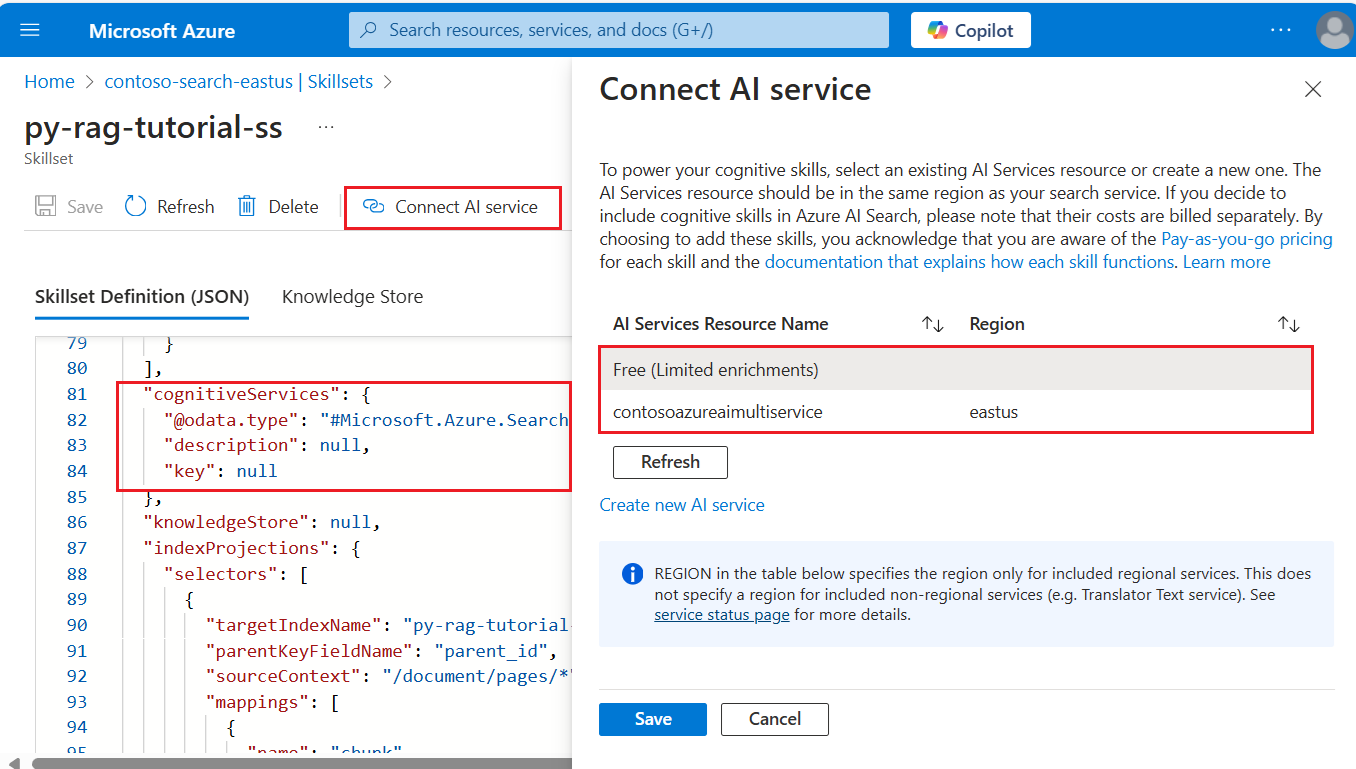 Microsoft Azure
Search resources, services, and docs (G+/)
Copilot
...
Home > contoso-search-eastus | Skillsets >
py-rag-tutorial-ss ...
Skillset
Save Refresh Delete Connect AI service
Skillset Definition (JSON) Knowledge Store
79 }
80 ],
81 "cognitiveServices": {
82 "@odata.type": "#Microsoft.Azure.Search
83 "description": null,
84 "key": null
85 },
86 "knowledgeStore": null,
87 "indexProjections": {
88 "selectors": [
89 {
90 "targetIndexName": "py-rag-tutorial-
91 "parentKeyFieldName": "parent_id",
92 "sourceContext": "/document/pages/*"
93 "mappings": [
94 {
95 "name": "chunk"
Connect AI service
To power your cognitive skills, select an existing AI Services resource or create a new one. The
AI Services resource should be in the same region as your search service. If you decide to
include cognitive skills in Azure AI Search, please note that their costs are billed separately. By
choosing to add these skills, you acknowledge that you are aware of the Pay-as-you-go pricing
for each skill and the documentation that explains how each skill functions. Learn more
AI Services Resource Name Region
Free (Limited enrichments)
contosoazureaimultiservice eastus
Refresh
Create new AI service
REGION in the table below specifies the region only for included regional services. This does
not specify a region for included non-regional services (e.g. Translator Text service). See
service status page for more details.
Save Cancel